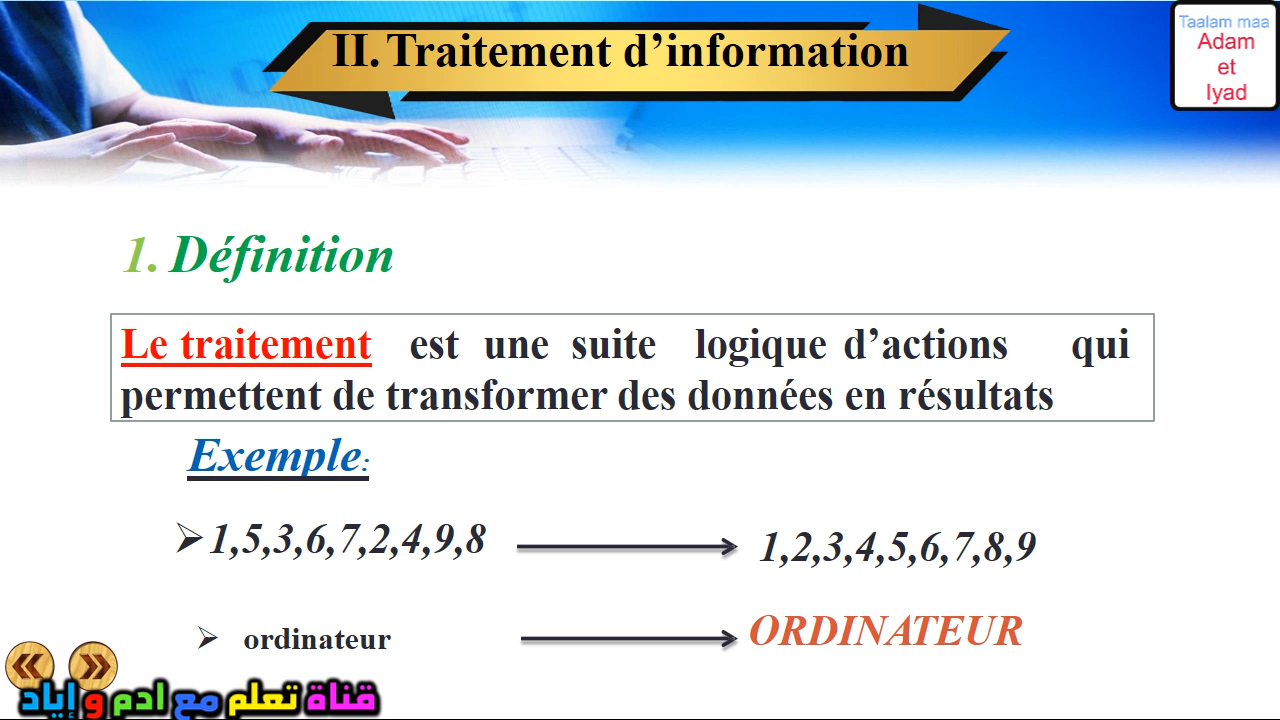 II. Traitement d’information
Taalam maa
Adam
et
Iyad
1. Définition
Le traitement est une suite logique d’actions qui
permettent de transformer des données en résultats
Exemple:
1,5,3,6,7,2,4,9,8
1,2,3,4,5,6,7,8,9
ordinateur
ORDINATEUR
قناة تعلم مع ادم و إياد